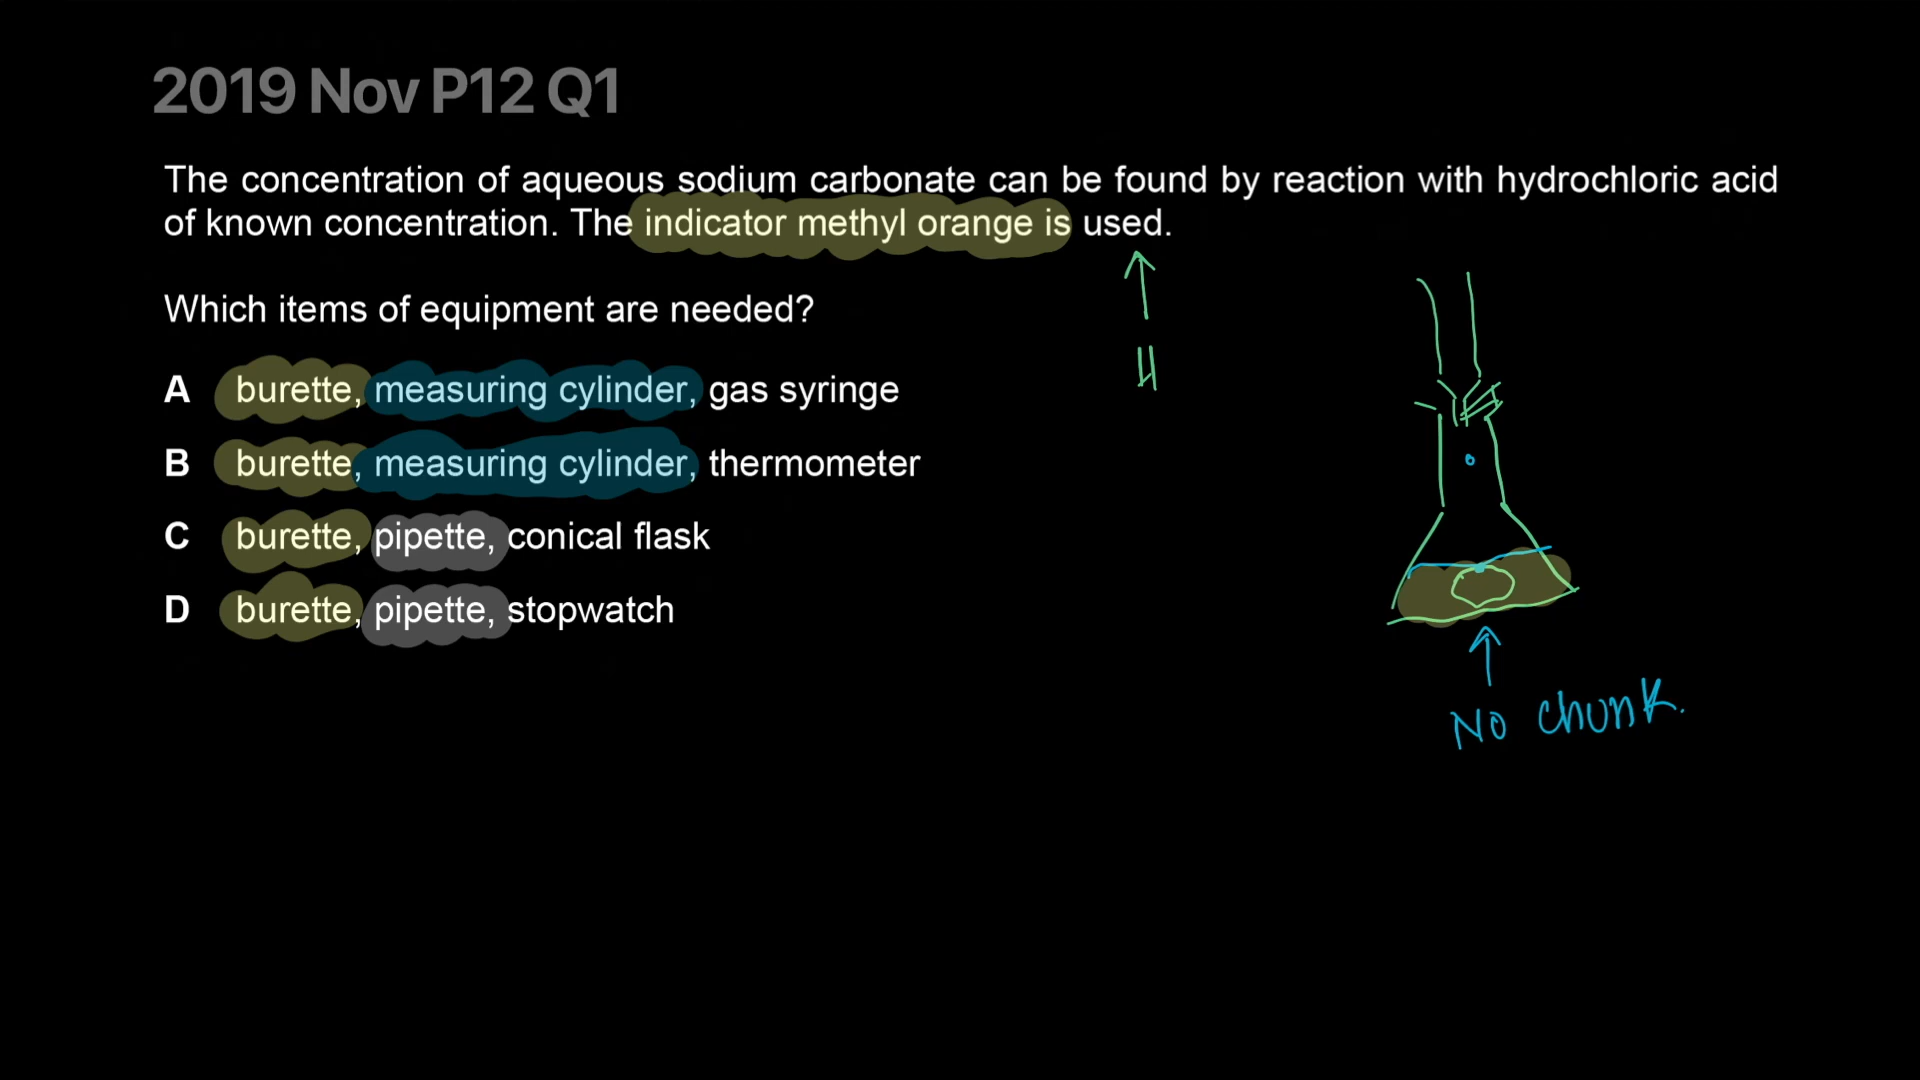 2019 Nov P12 Q1
The concentration of aqueous sodium carbonate can be found by reaction with hydrochloric acid
of known concentration. The indicator methyl orange is used.
Which items of equipment are needed?
A burette, measuring cylinder, gas syringe
B burette, measuring cylinder, thermometer
C burette, pipette, conical flask
D burette, pipette, stopwatch
No chunk.